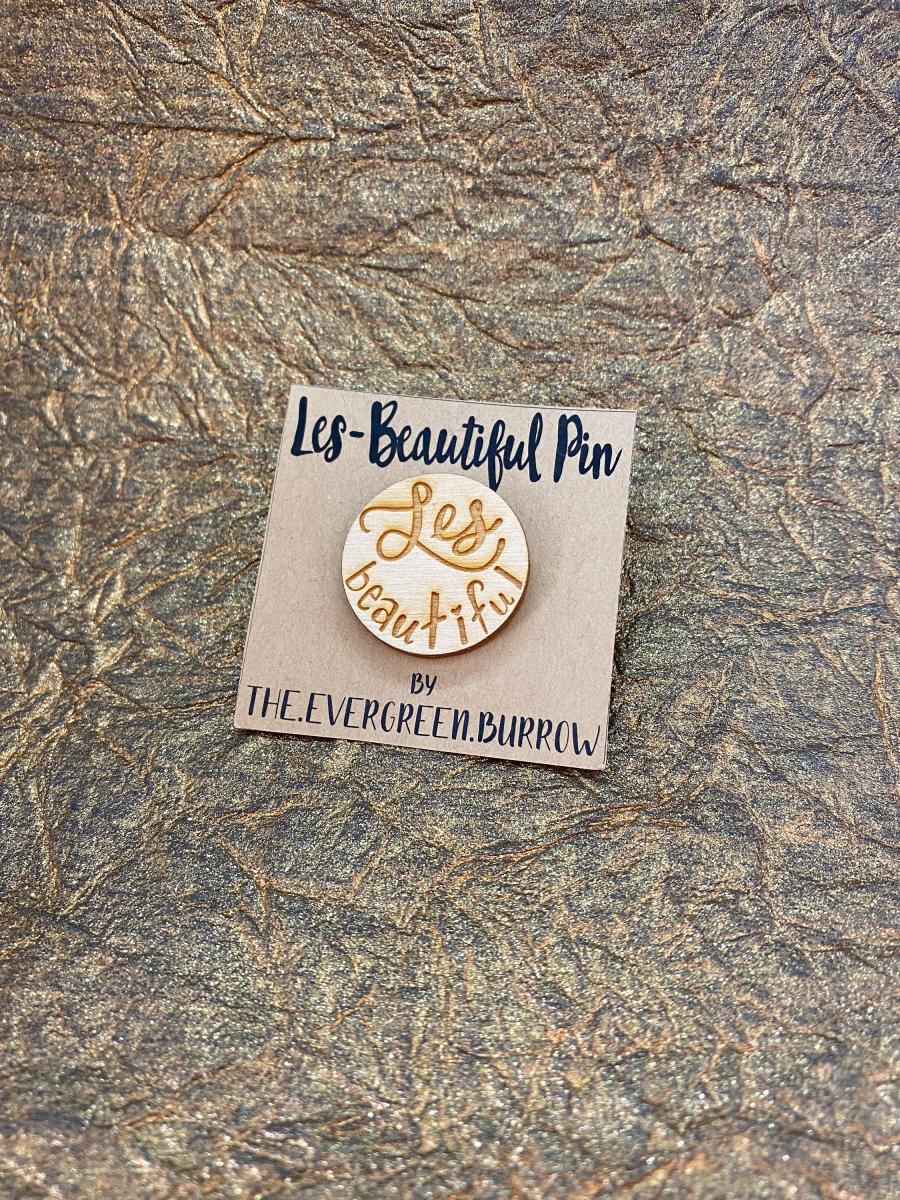 Les-Beautiful Pin
Les
beautiful
BY
THE.EVERGREEN.BURROW